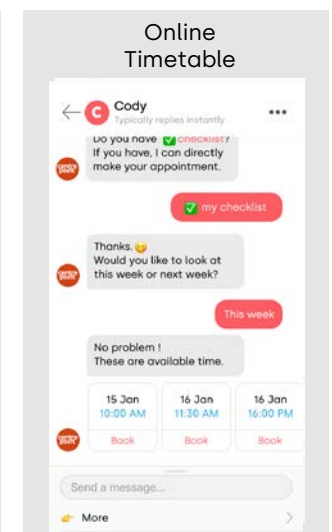 Online
Timetable
Cody
Typically replies instantly
Do you have ✅ checklist?
If you have, I can directly
make your appointment.
✅ my checklist
Thanks.😋
Would you like to look at
this week or next week?
This week
No problem !
These are available time.
15 Jan 16 Jan 16 Jan
10:00 AM 11:30 AM 16:00 PM
Book Book Book
Send a message...
👉 More